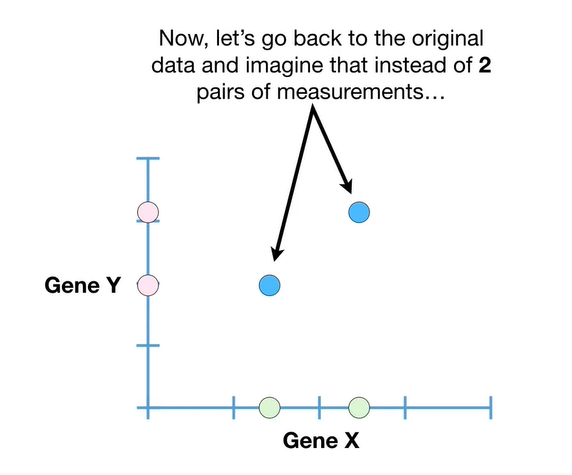 Now, let’s go back to the original
data and imagine that instead of 2
pairs of measurements…
Gene Y
Gene X